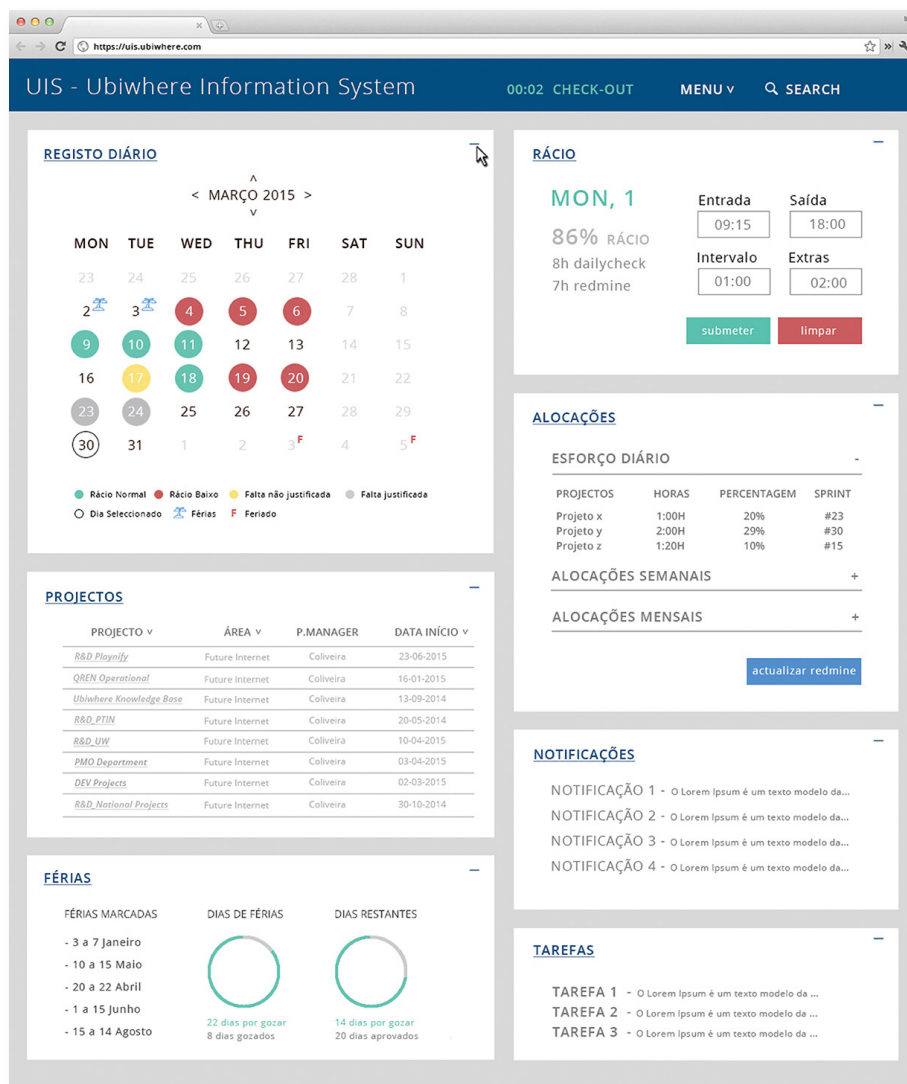 https://uis.ubiwhere.com
UIS - Ubiwhere Information System
00:02 CHECK-OUT
MENU
SEARCH
REGISTO DIÁRIO
< MARÇO 2015 >
MON TUE WED THU FRI SAT SUN
23 24 25 26 27 28 1
2 3 4 5 6 7 8
9 10 11 12 13 14 15
16 17 18 19 20 21 22
23 24 25 26 27 28 29
30 31 1 2 3 F 4 5 F
Rácio Normal Rácio Baixo Falta não justificada Falta justificada
Dia Seleccionado Férias F Feriado
PROJECTOS
PROJECTO ÁREA P.MANAGER DATA INÍCIO
R&D Playnify Future Internet Coliveira 23-06-2015
QREN Operational Future Internet Coliveira 16-01-2015
Ubiwhere Knowledge Base Future Internet Coliveira 13-09-2014
R&D_PTIN Future Internet Coliveira 20-05-2014
R&D_UW Future Internet Coliveira 10-04-2015
PMO Department Future Internet Coliveira 03-04-2015
DEV Projects Future Internet Coliveira 02-03-2015
R&D_National Projects Future Internet Coliveira 30-10-2014
FÉRIAS
FÉRIAS MARCADAS
- 3 a 7 Janeiro
- 10 a 15 Maio
- 20 a 22 Abril
- 1 a 15 Junho
- 15 a 14 Agosto
DIAS DE FÉRIAS
22 dias por gozar
8 dias gozados
DIAS RESTANTES
14 dias por gozar
20 dias aprovados
RÁCIO
MON, 1
86% RÁCIO
8h dailycheck
7h redmine
Entrada Saída
09:15 18:00
Intervalo Extras
01:00 02:00
submeter limpar
ALOCAÇÕES
ESFORÇO DIÁRIO -
PROJECTOS HORAS PERCENTAGEM SPRINT
Projeto x 1:00H 20% #23
Projeto y 2:00H 29% #30
Projeto z 1:20H 10% #15
ALOCAÇÕES SEMANAIS +
ALOCAÇÕES MENSAIS +
actualizar redmine
NOTIFICAÇÕES
NOTIFICAÇÃO 1 - O Lorem Ipsum é um texto modelo da...
NOTIFICAÇÃO 2 - O Lorem Ipsum é um texto modelo da...
NOTIFICAÇÃO 3 - O Lorem Ipsum é um texto modelo da...
NOTIFICAÇÃO 4 - O Lorem Ipsum é um texto modelo da...
TAREFAS
TAREFA 1 - O Lorem Ipsum é um texto modelo da ...
TAREFA 2 - O Lorem Ipsum é um texto modelo da ...
TAREFA 3 - O Lorem Ipsum é um texto modelo da ...